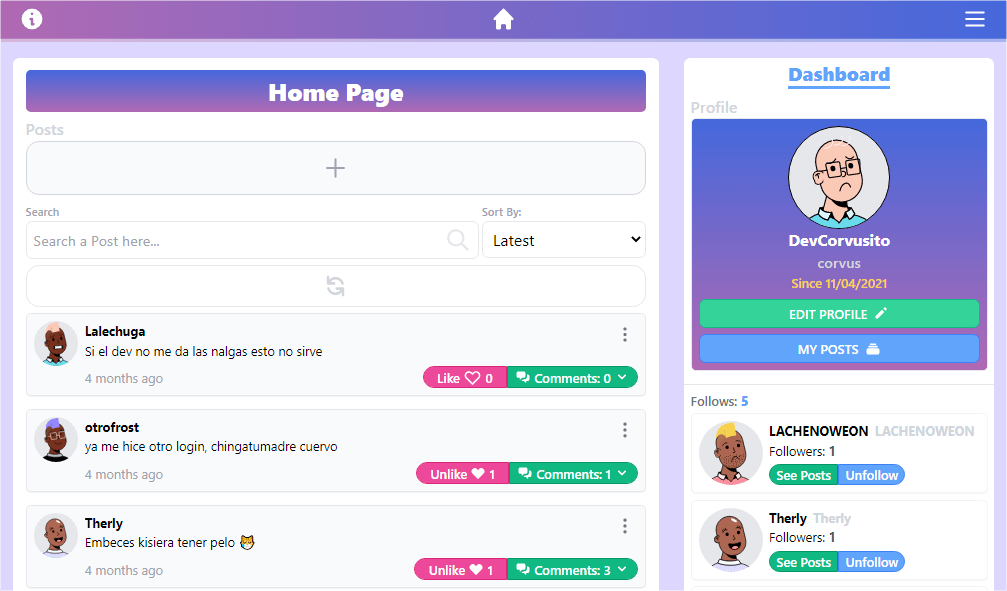 Home Page
Posts
Search
Sort By:
Search a Post here...
Latest
Lalechuga
Si el dev no me da las nalgas esto no sirve
4 months ago
Like 0
Comments: 0
otrofrost
ya me hice otro login, chingatumadre cuervo
4 months ago
Unlike 1
Comments: 1
Therly
Embeces kisiera tener pelo 😼
4 months ago
Unlike 1
Comments: 3
Dashboard
Profile
DevCorvusito
corvus
Since 11/04/2021
EDIT PROFILE
MY POSTS
Follows: 5
LACHENOWEON LACHENOWEON
Followers: 1
See Posts Unfollow
Therly Therly
Followers: 1
See Posts Unfollow